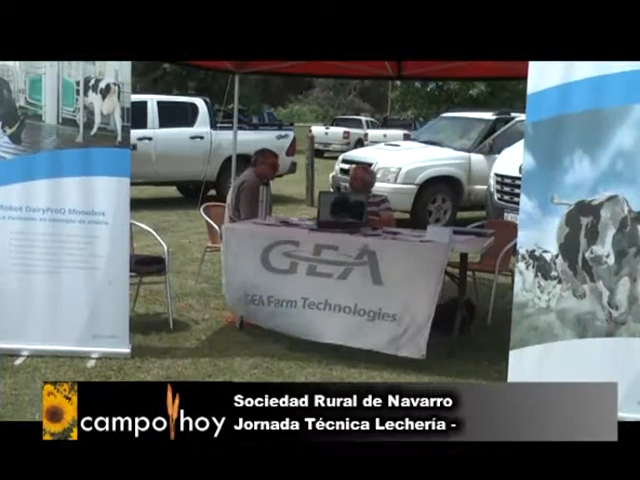 Robot DairyProQ Monobox.
GEA
GEA Farm Technologies
campo hoy
Sociedad Rural de Navarro
Jornada Técnica Lechería -